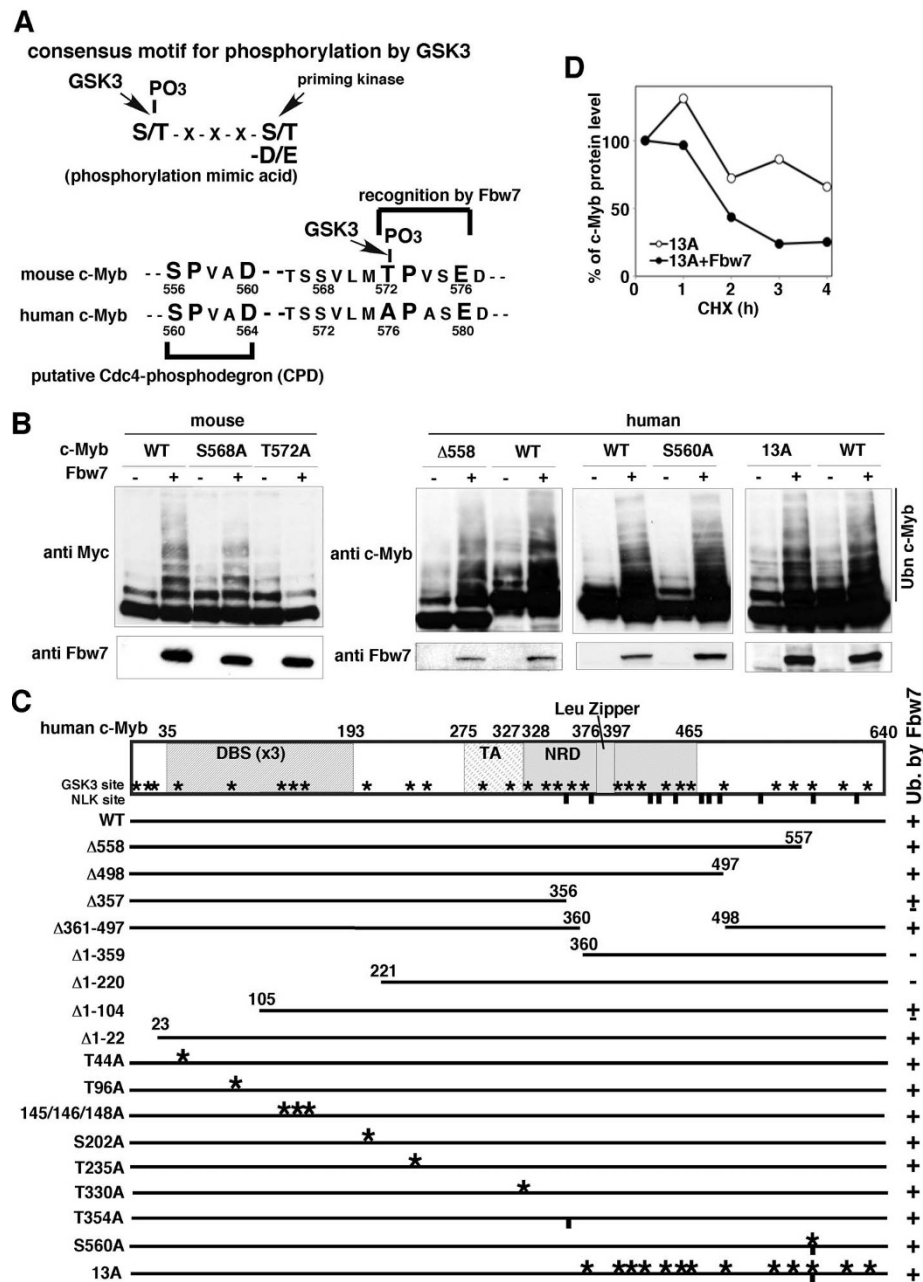 A
consensus motif for phosphorylation by GSK3
GSK3 PO3 priming kinase
S/T - x - x - x - S/T
-D/E
(phosphorylation mimic acid)
recognition by Fbw7
GSK3 PO3
mouse c-Myb -- S P V A D -- T S S V L M T P V S E D --
556 560 568 572 576
human c-Myb -- S P V A D -- T S S V L M A P A S E D --
560 564 572 576 580
putative Cdc4-phosphodegron (CPD)
D
% of c-Myb protein level
100
50
0
13A
13A+Fbw7
0 1 2 3 4
CHX (h)
B
mouse human
c-Myb WT S568A T572A Δ558 WT WT S560A 13A WT
Fbw7 - + - + - + - + - + - + - + - + - +
anti Myc anti c-Myb Ubn c-Myb
anti Fbw7 anti Fbw7
C
Leu Zipper
human c-Myb 35 193 275 327 328 376 397 465 640
DBS (x3) TA NRD
GSK3 site * * * * * * * * * * * * * * * * * * * * * * * * * * * * * *
NLK site
Ub. by Fbw7
WT +
Δ558 557 +
Δ498 497 +
Δ357 356 ±
Δ361-497 360 498 +
Δ1-359 360 -
Δ1-220 221 -
Δ1-104 105 ±
Δ1-22 23 +
T44A * +
T96A * +
145/146/148A *** +
S202A * +
T235A * +
T330A * +
T354A +
S560A * +
13A * * * * * * * * * * * * * +